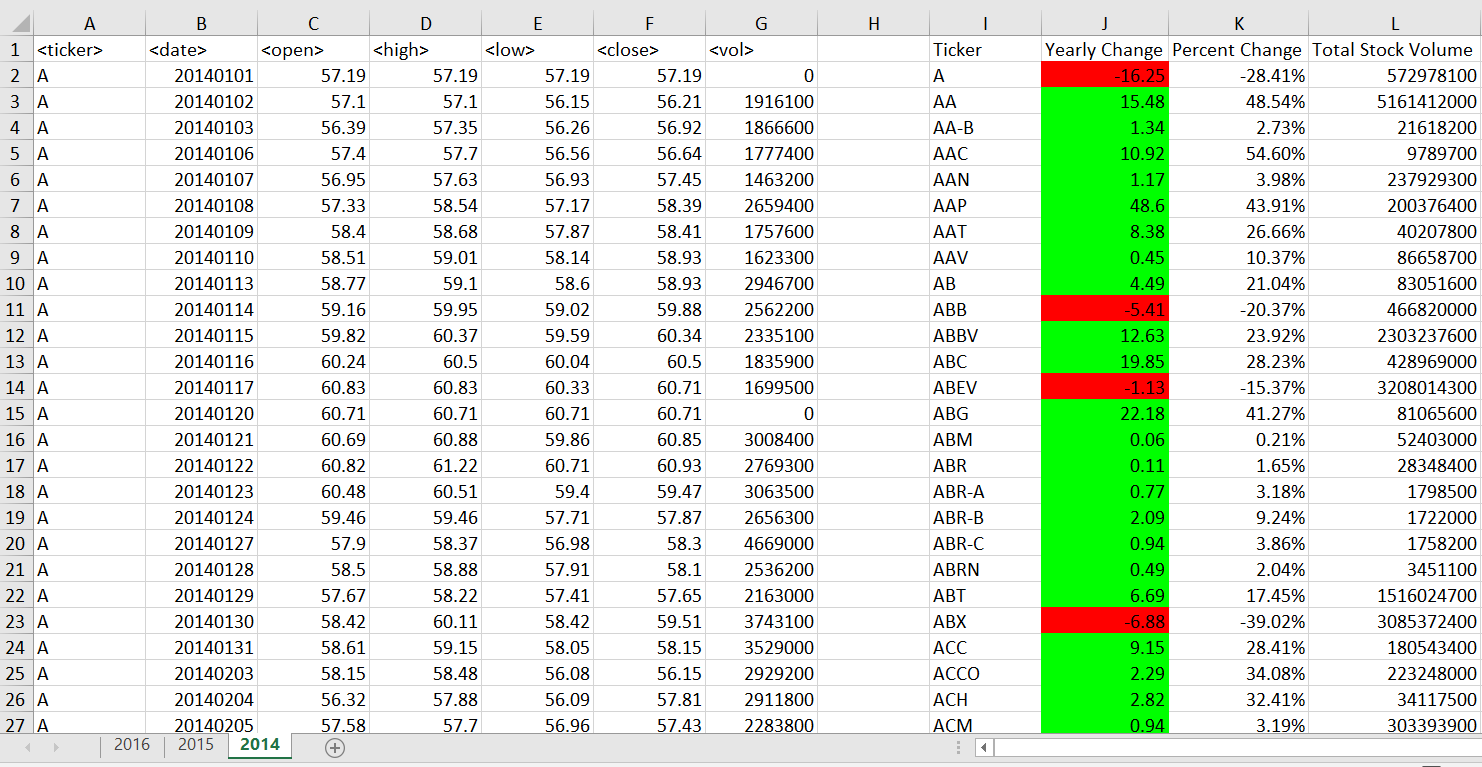 A B C D E F G H I J K L
1 <ticker> <date> <open> <high> <low> <close> <vol> Ticker Yearly Change Percent Change Total Stock Volume
2 A 20140101 57.19 57.19 57.19 57.19 0 A -16.25 -28.41% 572978100
3 A 20140102 57.1 57.1 56.15 56.21 1916100 AA 15.48 48.54% 5161412000
4 A 20140103 56.39 57.35 56.26 56.92 1866600 AA-B 1.34 2.73% 21618200
5 A 20140106 57.4 57.7 56.56 56.64 1777400 AAC 10.92 54.60% 9789700
6 A 20140107 56.95 57.63 56.93 57.45 1463200 AAN 1.17 3.98% 237929300
7 A 20140108 57.33 58.54 57.17 58.39 2659400 AAP 48.6 43.91% 200376400
8 A 20140109 58.4 58.68 57.87 58.41 1757600 AAT 8.38 26.66% 40207800
9 A 20140110 58.51 59.01 58.14 58.93 1623300 AAV 0.45 10.37% 86658700
10 A 20140113 58.77 59.1 58.6 58.93 2946700 AB 4.49 21.04% 83051600
11 A 20140114 59.16 59.95 59.02 59.88 2562200 ABB -5.41 -20.37% 466820000
12 A 20140115 59.82 60.37 59.59 60.34 2335100 ABBV 12.63 23.92% 2303237600
13 A 20140116 60.24 60.5 60.04 60.5 1835900 ABC 19.85 28.23% 428969000
14 A 20140117 60.83 60.83 60.33 60.71 1699500 ABEV -1.13 -15.37% 3208014300
15 A 20140120 60.71 60.71 60.71 60.71 0 ABG 22.18 41.27% 81065600
16 A 20140121 60.69 60.88 59.86 60.85 3008400 ABM 0.06 0.21% 52403000
17 A 20140122 60.82 61.22 60.71 60.93 2769300 ABR 0.11 1.65% 28348400
18 A 20140123 60.48 60.51 59.4 59.47 3063500 ABR-A 0.77 3.18% 1798500
19 A 20140124 59.46 59.46 57.71 57.87 2656300 ABR-B 2.09 9.24% 1722000
20 A 20140127 57.9 58.37 56.98 58.3 4669000 ABR-C 0.94 3.86% 1758200
21 A 20140128 58.5 58.88 57.91 58.1 2536200 ABRN 0.49 2.04% 3451100
22 A 20140129 57.67 58.22 57.41 57.65 2163000 ABT 6.69 17.45% 1516024700
23 A 20140130 58.42 60.11 58.42 59.51 3743100 ABX -6.88 -39.02% 3085372400
24 A 20140131 58.61 59.15 58.05 58.15 3529000 ACC 9.15 28.41% 180543400
25 A 20140203 58.15 58.48 56.08 56.15 2929200 ACCO 2.29 34.08% 223248000
26 A 20140204 56.32 57.88 56.09 57.81 2911800 ACH 2.82 32.41% 34117500
27 A 20140205 57.58 57.7 56.96 57.43 2283800 ACM 0.94 3.19% 303393900
2016 2015 2014